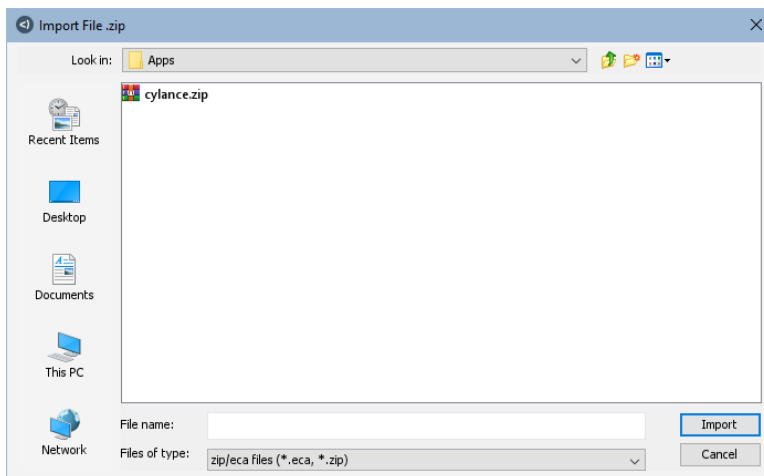 Import File .zip
Look in: Apps
cylance.zip
Recent Items
Desktop
Documents
This PC
Network
File name:
Import
Files of type: zip/eca files (*.eca, *.zip)
Cancel